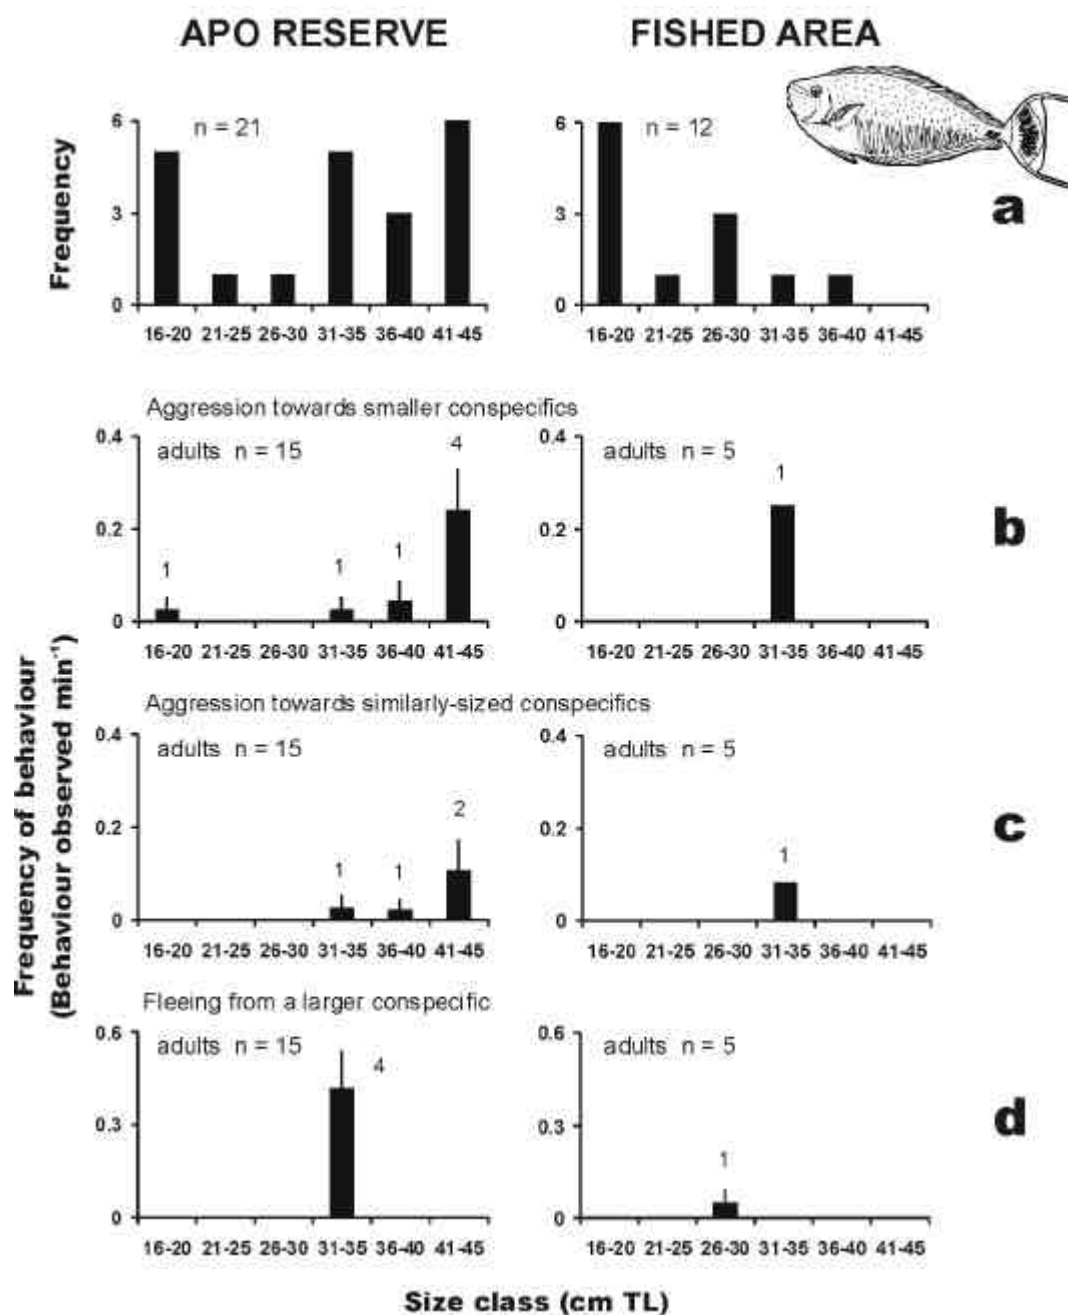 APO RESERVE FISHED AREA
6 n = 21 6 n = 12
3 3
0 0
Frequency
a
16-20 21-25 26-30 31-35 36-40 41-45 16-20 21-25 26-30 31-35 36-40 41-45
Aggression towards smaller conspecifics
0.4 adults n = 15 4 0.4 adults n = 5
1
0.2 0.2
b
1 1 1
0 0
16-20 21-25 26-30 31-35 36-40 41-45 16-20 21-25 26-30 31-35 36-40 41-45
Aggression towards similarly-sized conspecifics
0.4 adults n = 15 0.4 adults n = 5
2
0.2 0.2
c
1 1 1
0 0
16-20 21-25 26-30 31-35 36-40 41-45 16-20 21-25 26-30 31-35 36-40 41-45
Frequency of behaviour
(Behaviour observed min⁻¹)
Fleeing from a larger conspecific
0.6 adults n = 15 0.6 adults n = 5
4
0.3 0.3
d
1
0 0
16-20 21-25 26-30 31-35 36-40 41-45 16-20 21-25 26-30 31-35 36-40 41-45
Size class (cm TL)